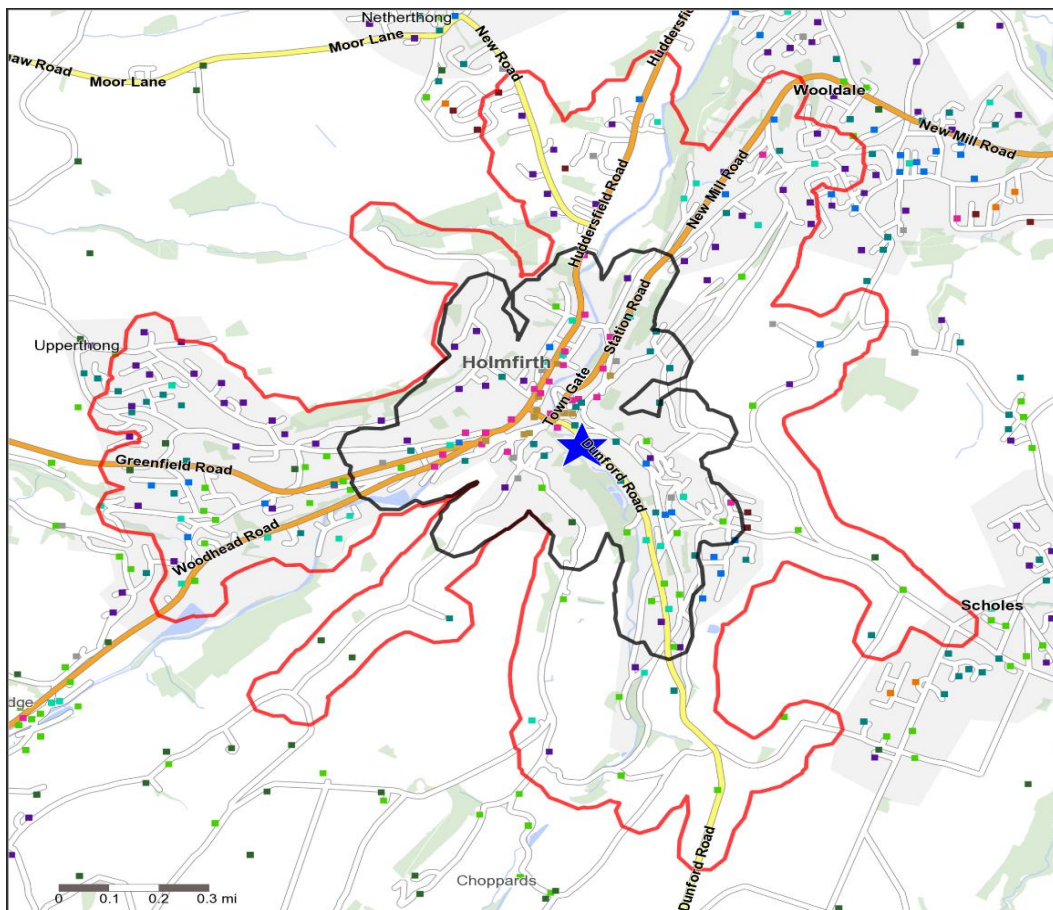 Netherthong
Moor Lane
New Road
Huddersfield
haw Road
Moor Lane
Wooldale
New Mill Road
New Mill Road
Huddersfield Road
Station Road
Upperthong
Holmfirth
Town Gate
Dunford Road
Greenfield Road
Woodhead Road
Scholes
dge
Choppards
Dunford Road
0 0.1 0.2 0.3 mi